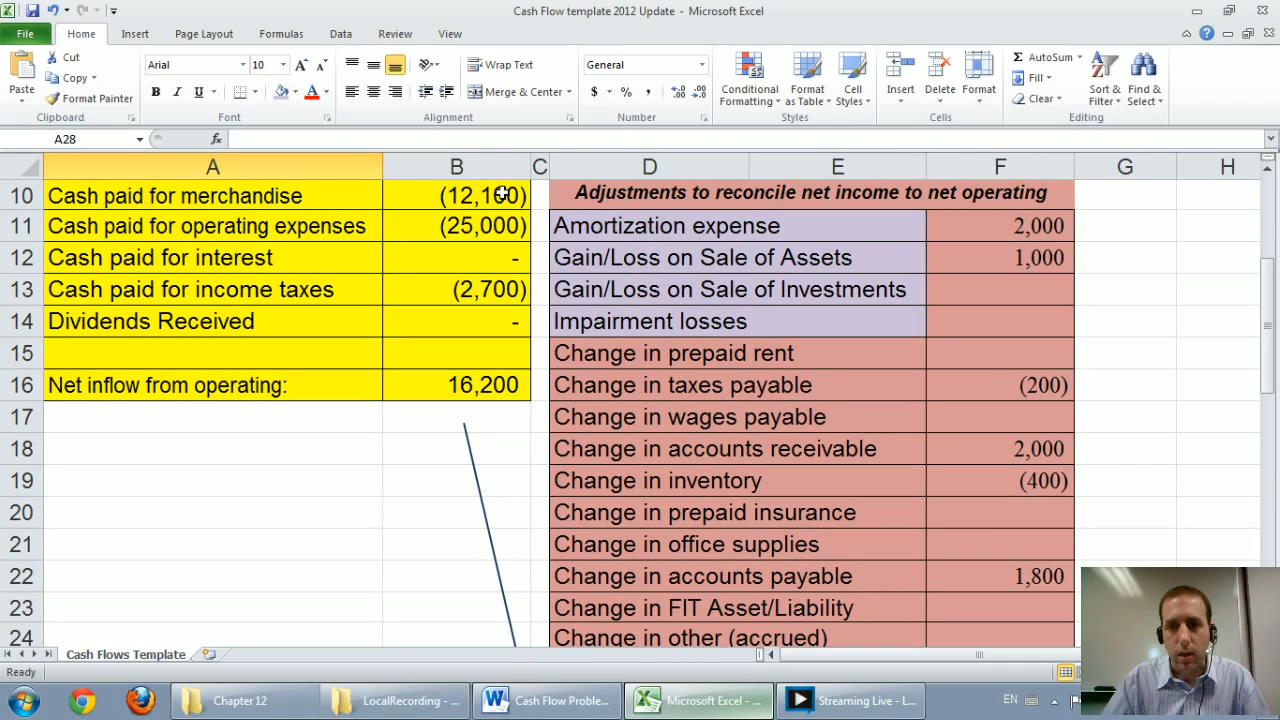 Cash Flow template 2012 Update - Microsoft Excel
File Home Insert Page Layout Formulas Data Review View
Paste
Cut
Copy
Format Painter
Clipboard
Arial 10
B I U
Font
Wrap Text
Merge & Center
Alignment
General
$ % ,
Number
Conditional Formatting
Format as Table
Cell Styles
Styles
Insert
Delete
Format
Cells
AutoSum
Fill
Clear
Sort & Filter
Find & Select
Editing
A28 fx
A B C D E F G H
10 Cash paid for merchandise (12,100) Adjustments to reconcile net income to net operating
11 Cash paid for operating expenses (25,000) Amortization expense 2,000
12 Cash paid for interest - Gain/Loss on Sale of Assets 1,000
13 Cash paid for income taxes (2,700) Gain/Loss on Sale of Investments
14 Dividends Received - Impairment losses
15 Change in prepaid rent
16 Net inflow from operating: 16,200 Change in taxes payable (200)
17 Change in wages payable
18 Change in accounts receivable 2,000
19 Change in inventory (400)
20 Change in prepaid insurance
21 Change in office supplies
22 Change in accounts payable 1,800
23 Change in FIT Asset/Liability
24 Change in other (accrued)
Cash Flows Template
Ready
Chapter 12 LocalRecording - ... Cash Flow Proble... Microsoft Excel - ... Streaming Live - L... EN